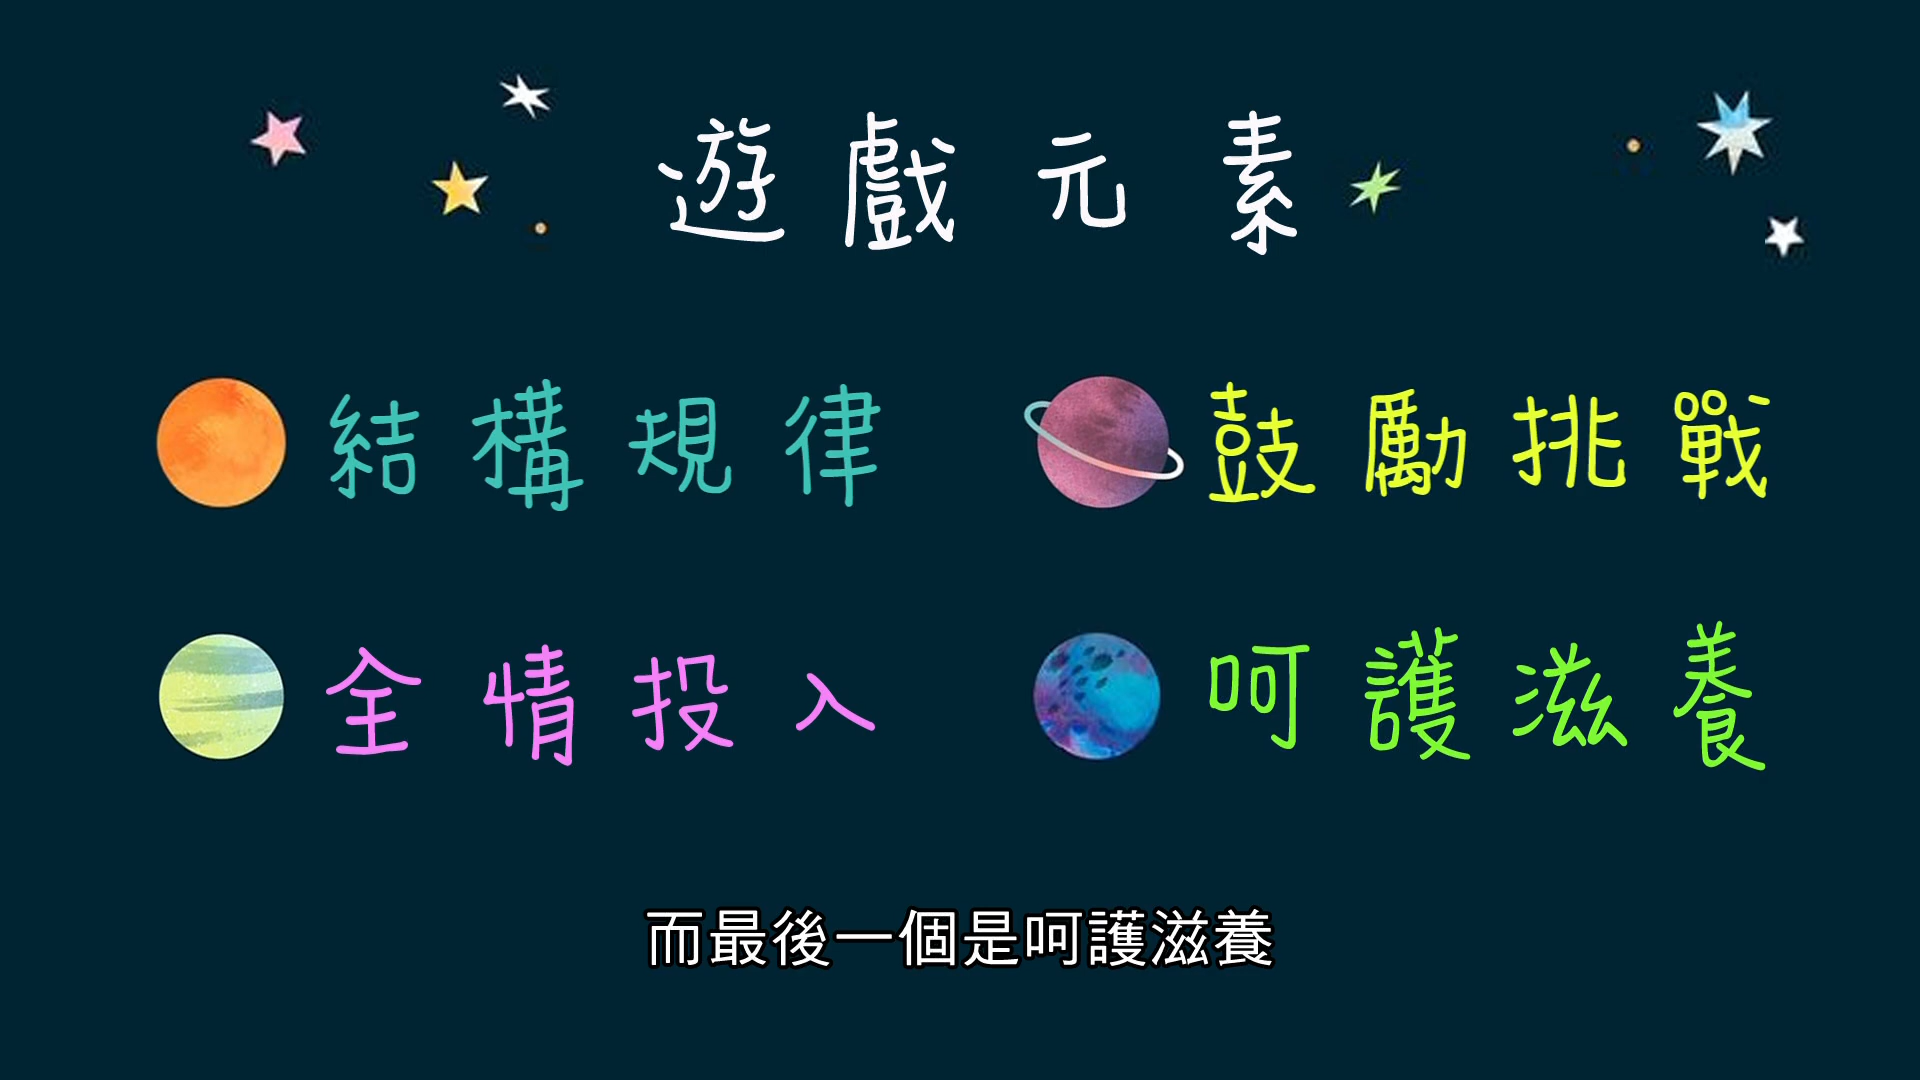 遊戲元素
結構規律
鼓勵挑戰
全情投入
呵護滋養
而最後一個是呵護滋養